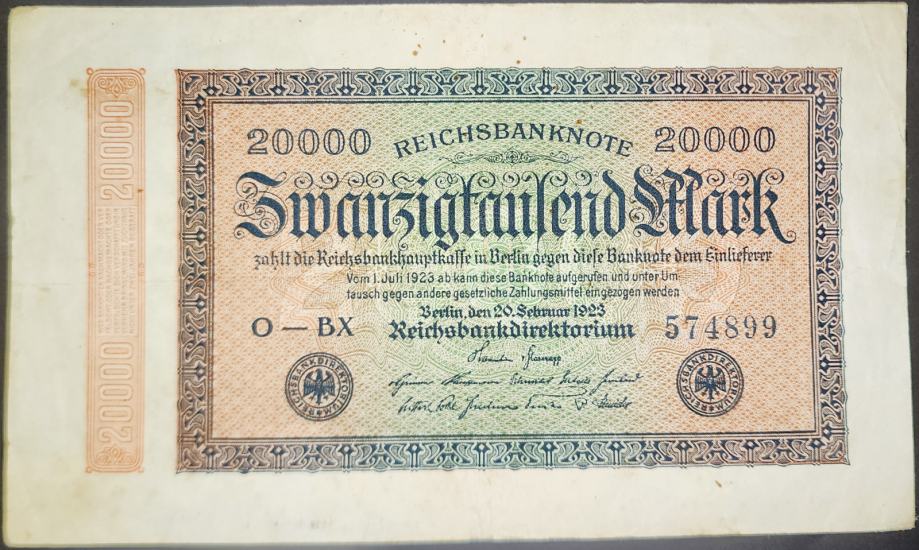 20000 REICHSBANKNOTE 20000
Zwanzigtausend Mark
zahlt die Reichsbankhauptkasse in Berlin gegen diese Banknote dem Einlieferer
Vom 1. Juli 1923 ab kann diese Banknote aufgerufen und unter Um
tausch gegen andere gesetzliche Zahlungsmittel eingezogen werden
Berlin, den 20. Februar 1923
O — BX Reichsbankdirektorium 574899
REICHSBANKDIREKTORIUM
REICHSBANKDIREKTORIUM
20000 20000